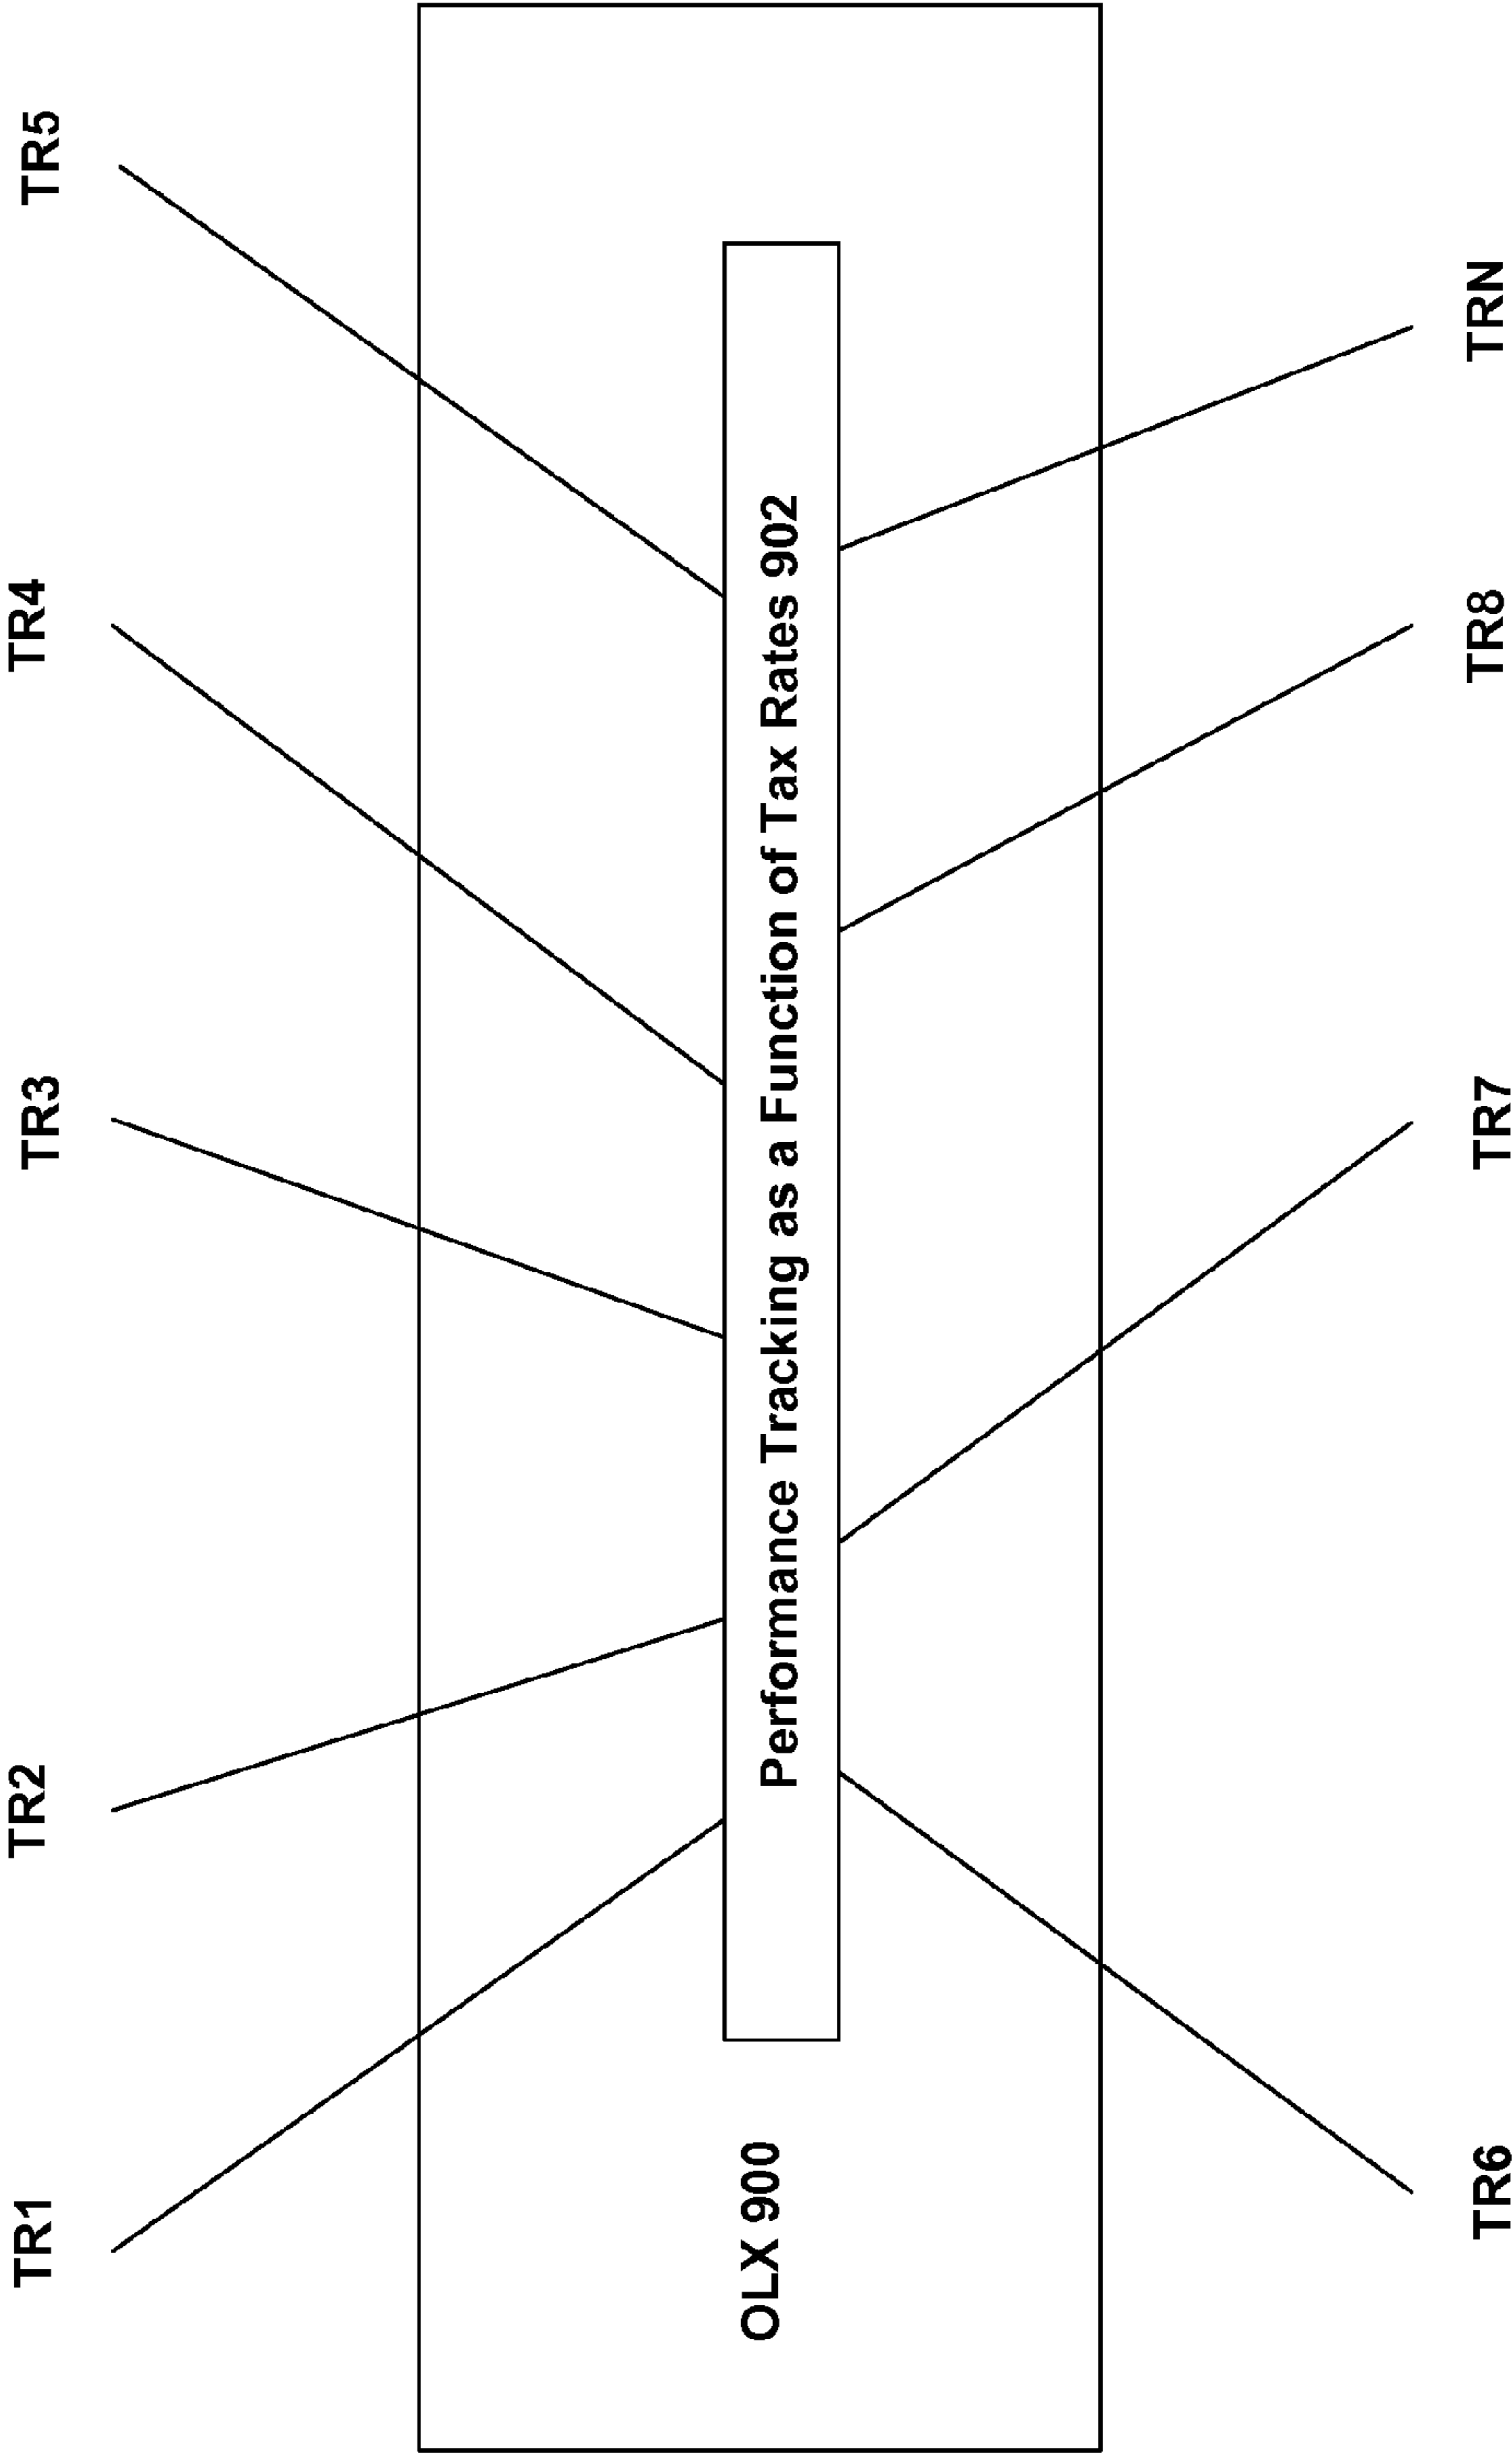 TR1
TR2
TR3
TR4
TR5
OLX 900
Performance Tracking as a Function of Tax Rates 902
TR6
TR7
TR8
TRN